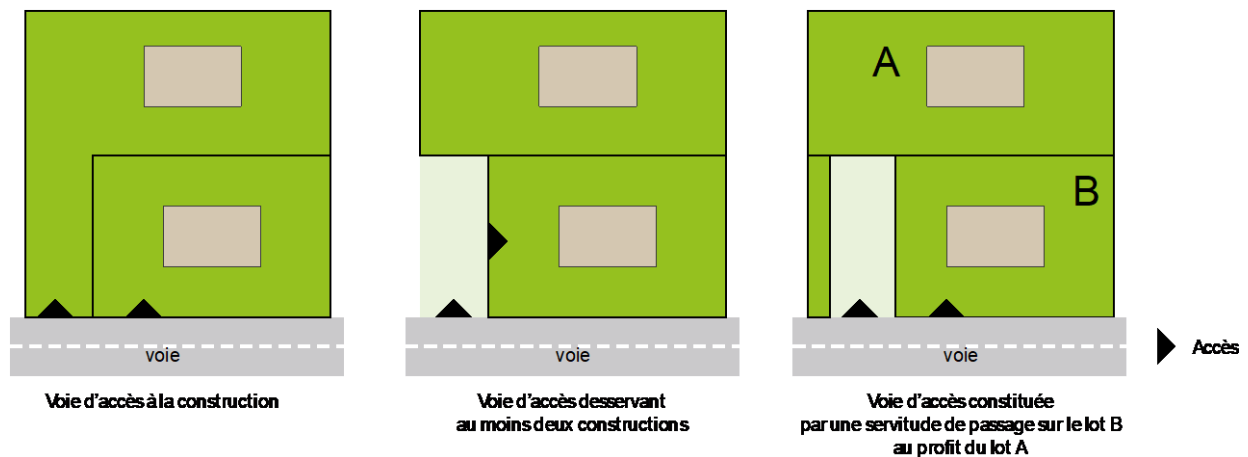 A
B
voie
voie
voie
Accès
Voie d'accès à la construction
Voie d'accès desservant
au moins deux constructions
Voie d'accès constituée
par une servitude de passage sur le lot B
au profit du lot A